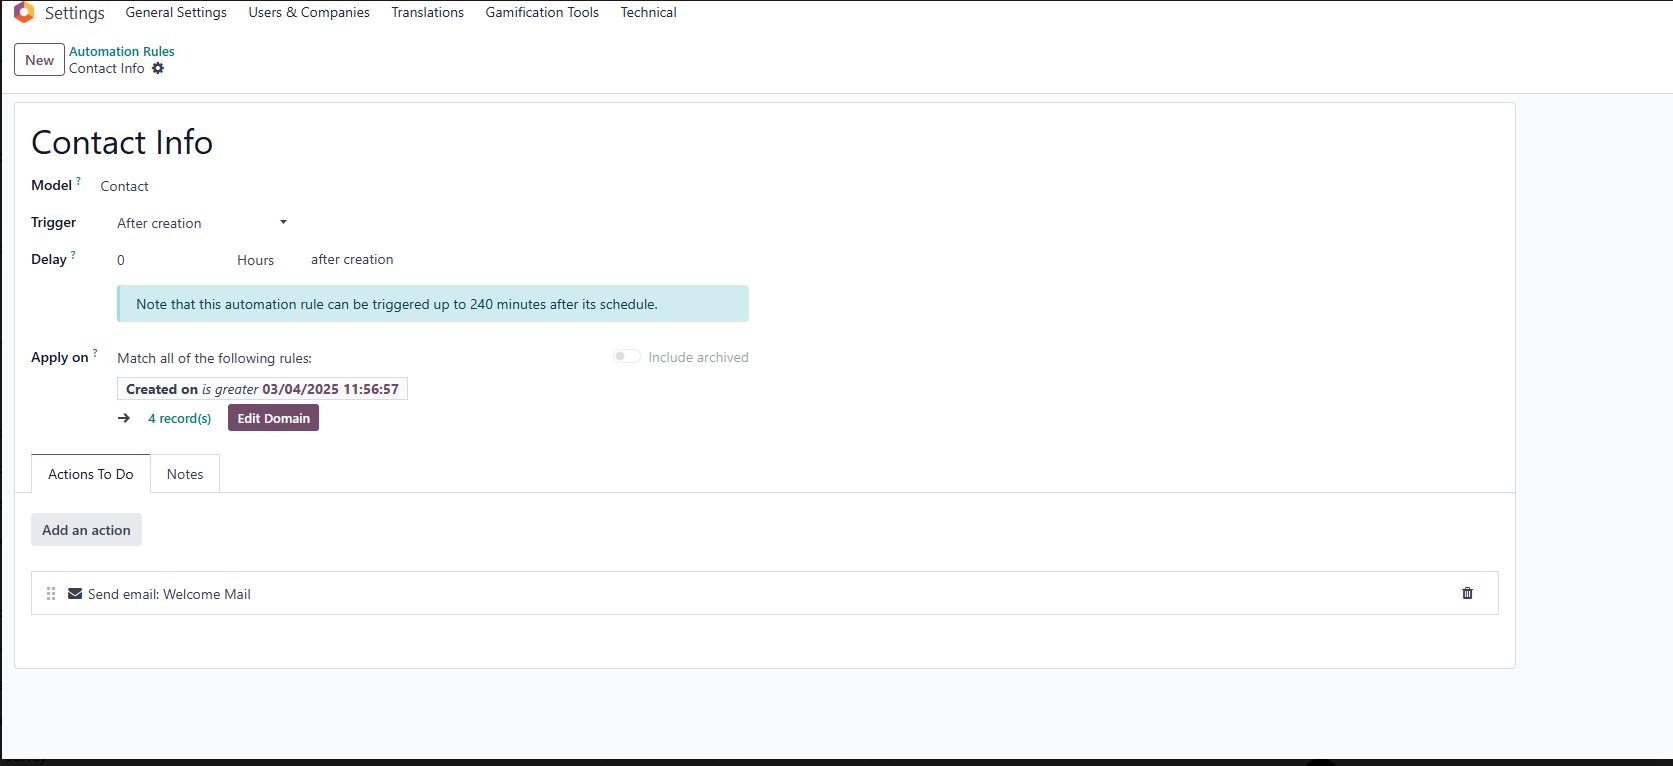 Settings General Settings Users & Companies Translations Gamification Tools Technical
New
Automation Rules
Contact Info
Contact Info
Model ? Contact
Trigger After creation
Delay ? 0 Hours after creation
Note that this automation rule can be triggered up to 240 minutes after its schedule.
Apply on ? Match all of the following rules: Include archived
Created on is greater 03/04/2025 11:56:57
4 record(s) Edit Domain
Actions To Do Notes
Add an action
Send email: Welcome Mail